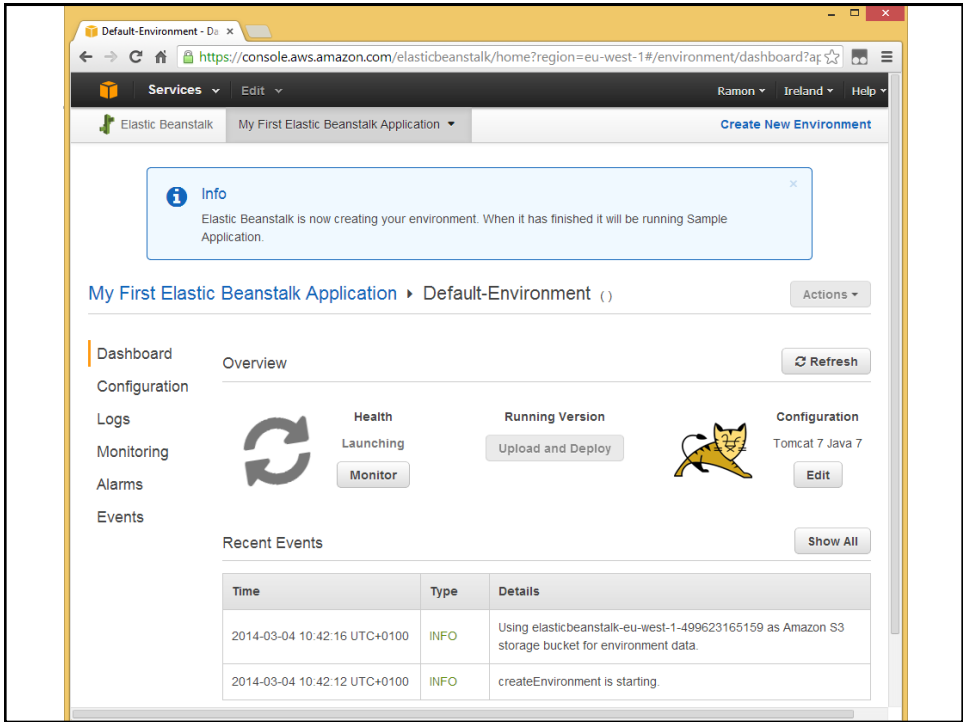 Default-Environment - Da
https://console.aws.amazon.com/elasticbeanstalk/home?region=eu-west-1#/environment/dashboard?ap
Services Edit Ramon Ireland Help
Elastic Beanstalk My First Elastic Beanstalk Application Create New Environment
Info
Elastic Beanstalk is now creating your environment. When it has finished it will be running Sample
Application.
My First Elastic Beanstalk Application Default-Environment ( ) Actions
Dashboard
Configuration
Logs
Monitoring
Alarms
Events
Overview Refresh
Health Running Version Configuration
Launching Upload and Deploy Tomcat 7 Java 7
Monitor Edit
Recent Events Show All
Time Type Details
2014-03-04 10:42:16 UTC+0100 INFO Using elasticbeanstalk-eu-west-1-499623165159 as Amazon S3
storage bucket for environment data.
2014-03-04 10:42:12 UTC+0100 INFO createEnvironment is starting.